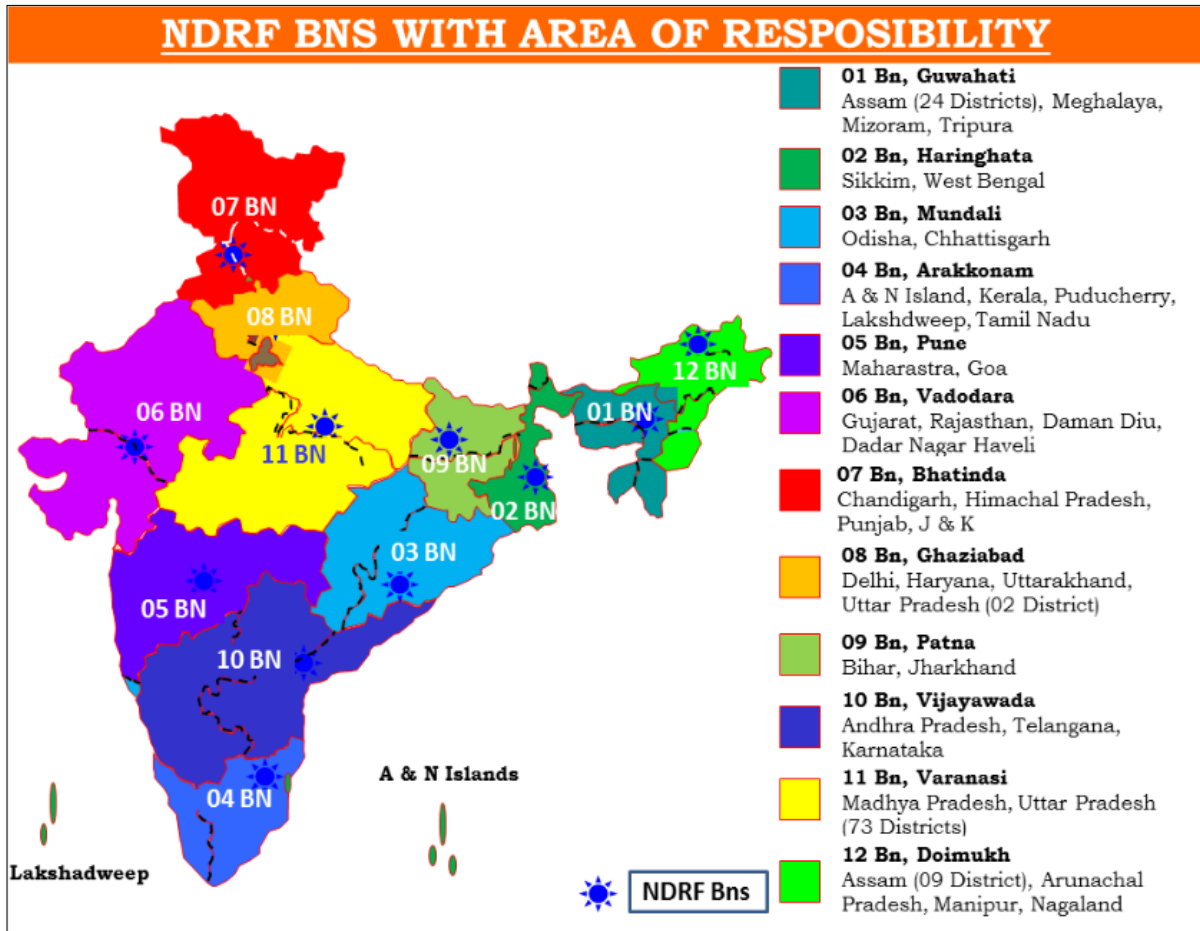 NDRF BNS WITH AREA OF RESPOSIBILITY
07 BN
08 BN
06 BN
11 BN
09 BN
02 BN
01 BN
12 BN
03 BN
05 BN
10 BN
04 BN
A & N Islands
Lakshadweep
NDRF Bns
01 Bn, Guwahati
Assam (24 Districts), Meghalaya,
Mizoram, Tripura
02 Bn, Haringhata
Sikkim, West Bengal
03 Bn, Mundali
Odisha, Chhattisgarh
04 Bn, Arakkonam
A & N Island, Kerala, Puducherry,
Lakshdweep, Tamil Nadu
05 Bn, Pune
Maharastra, Goa
06 Bn, Vadodara
Gujarat, Rajasthan, Daman Diu,
Dadar Nagar Haveli
07 Bn, Bhatinda
Chandigarh, Himachal Pradesh,
Punjab, J & K
08 Bn, Ghaziabad
Delhi, Haryana, Uttarakhand,
Uttar Pradesh (02 District)
09 Bn, Patna
Bihar, Jharkhand
10 Bn, Vijayawada
Andhra Pradesh, Telangana,
Karnataka
11 Bn, Varanasi
Madhya Pradesh, Uttar Pradesh
(73 Districts)
12 Bn, Doimukh
Assam (09 District), Arunachal
Pradesh, Manipur, Nagaland